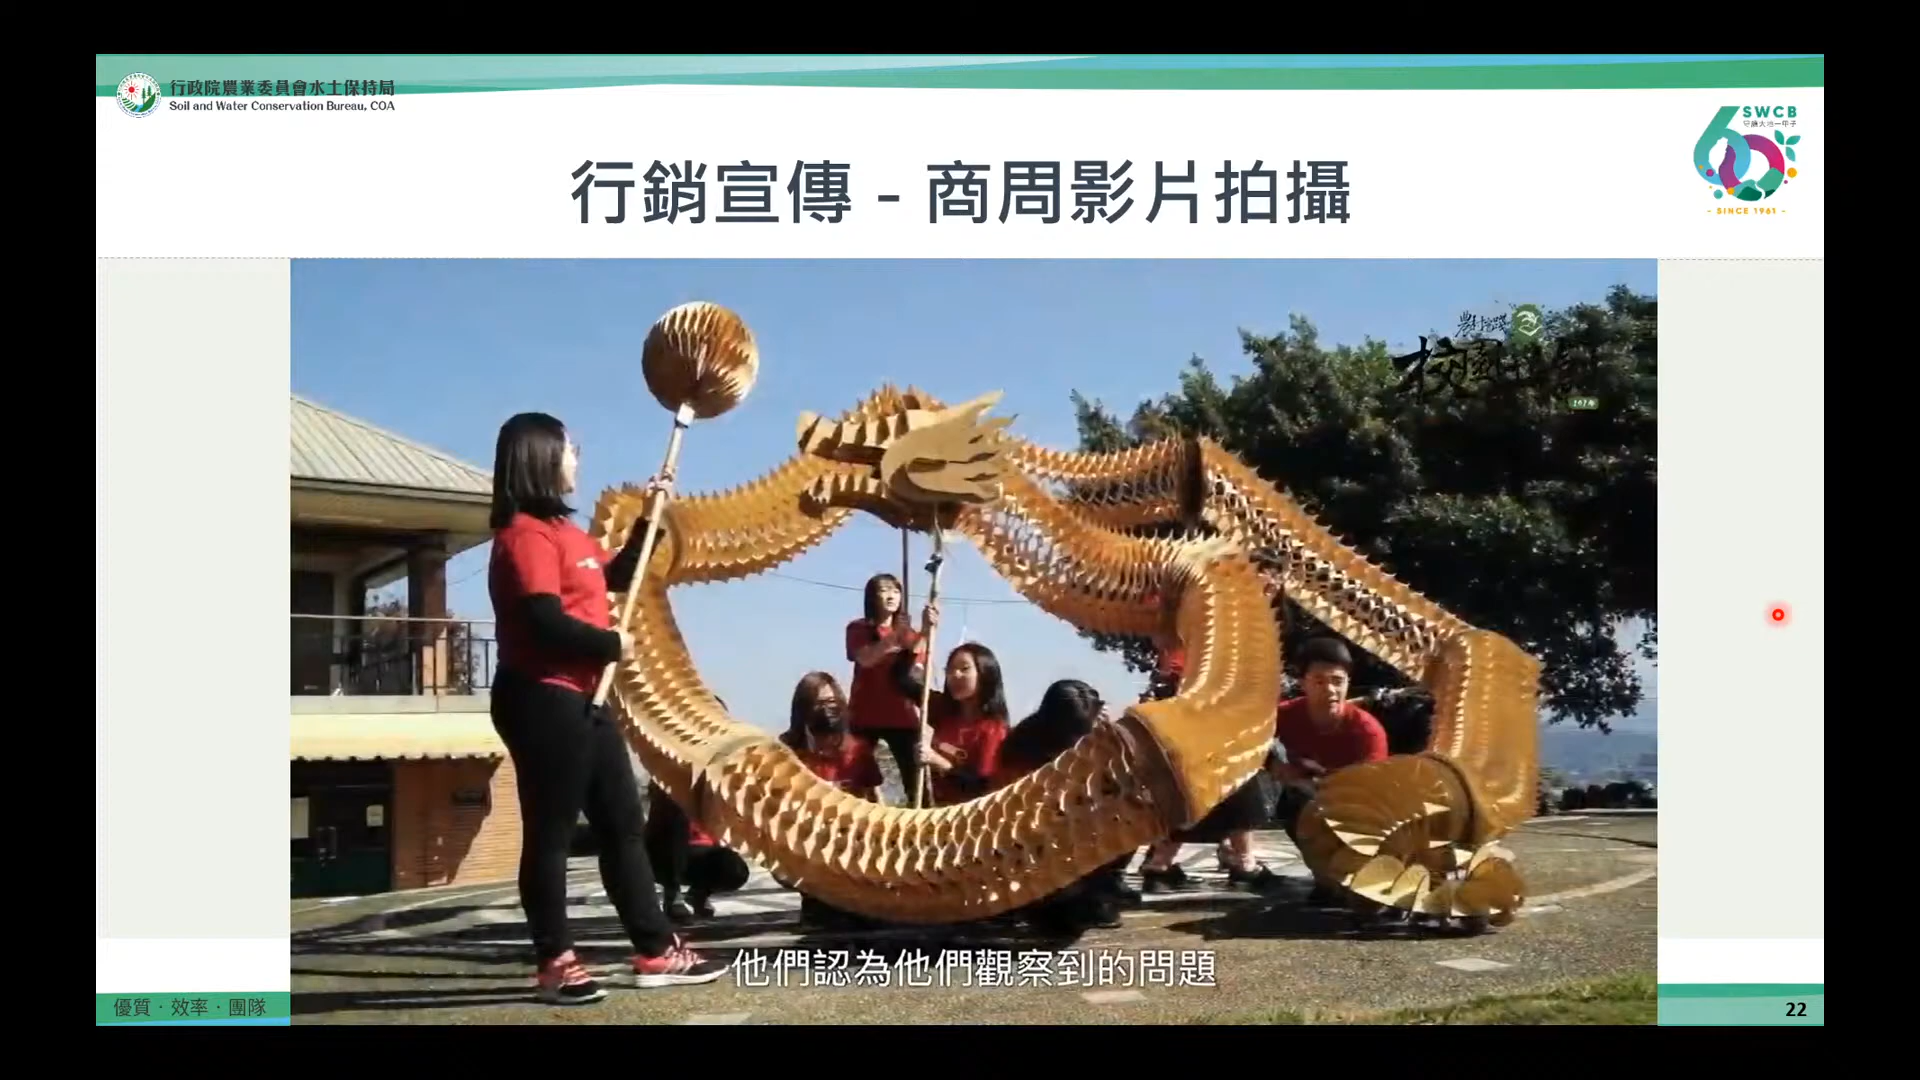 行政院農業委員會水土保持局
Soil and Water Conservation Bureau, COA
SWCB
- SINCE 1961 -
行銷宣傳 - 商周影片拍攝
他們認為他們觀察到的問題
優質 · 效率 · 團隊
22